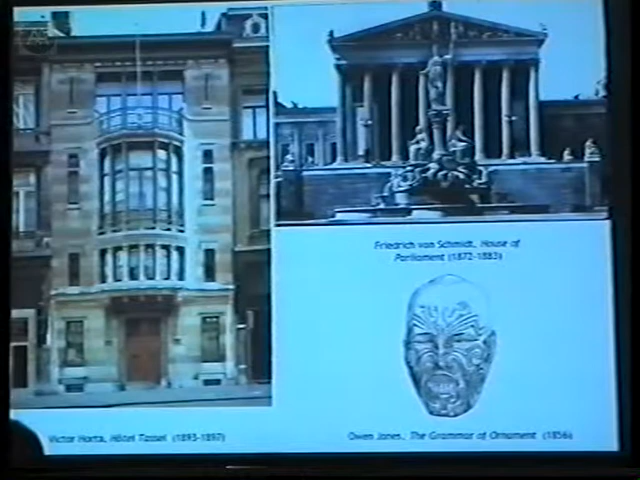 Friedrich von Schmidt, House of
Parliament (1872-1883)
Victor Horta, Hôtel Tassel (1893-1897)
Owen Jones, The Grammar of Ornament (1856)